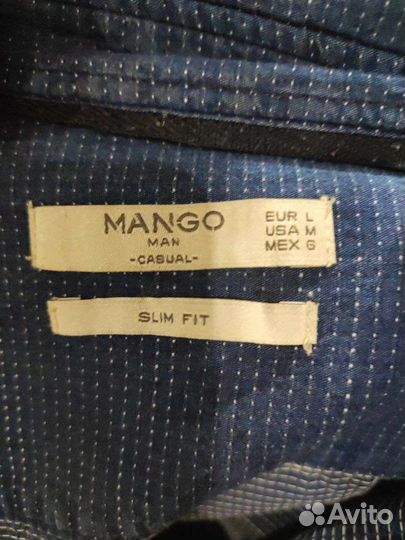 MANGO
MAN
-CASUAL-
EUR L
USA M
MEX G
SLIM FIT
Avito